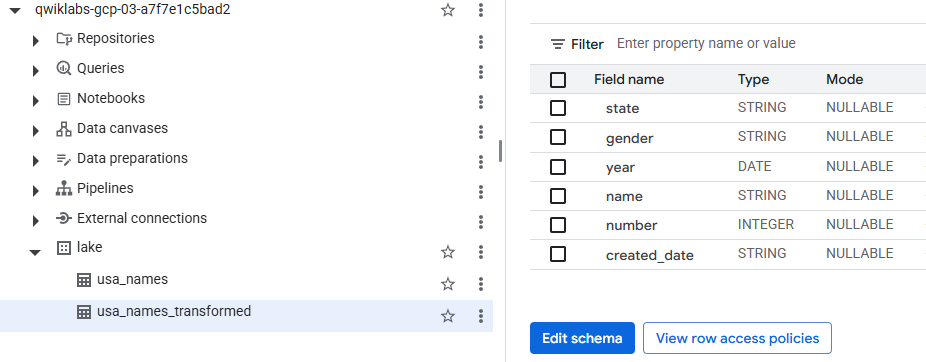 qwiklabs-gcp-03-a7f7e1c5bad2
Repositories
Queries
Notebooks
Data canvases
Data preparations
Pipelines
External connections
lake
usa_names
usa_names_transformed
Filter Enter property name or value
Field name Type Mode
state STRING NULLABLE
gender STRING NULLABLE
year DATE NULLABLE
name STRING NULLABLE
number INTEGER NULLABLE
created_date STRING NULLABLE
Edit schema View row access policies